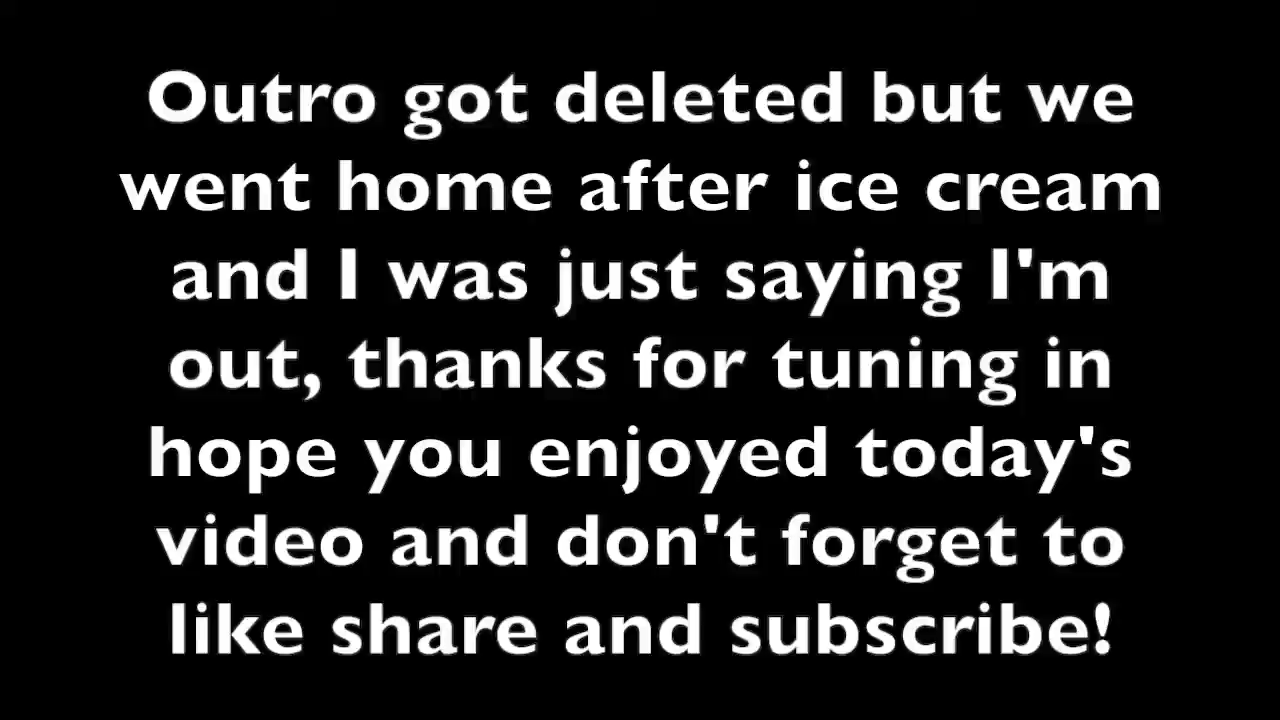 Outro got deleted but we
went home after ice cream
and I was just saying I'm
out, thanks for tuning in
hope you enjoyed today's
video and don't forget to
like share and subscribe!